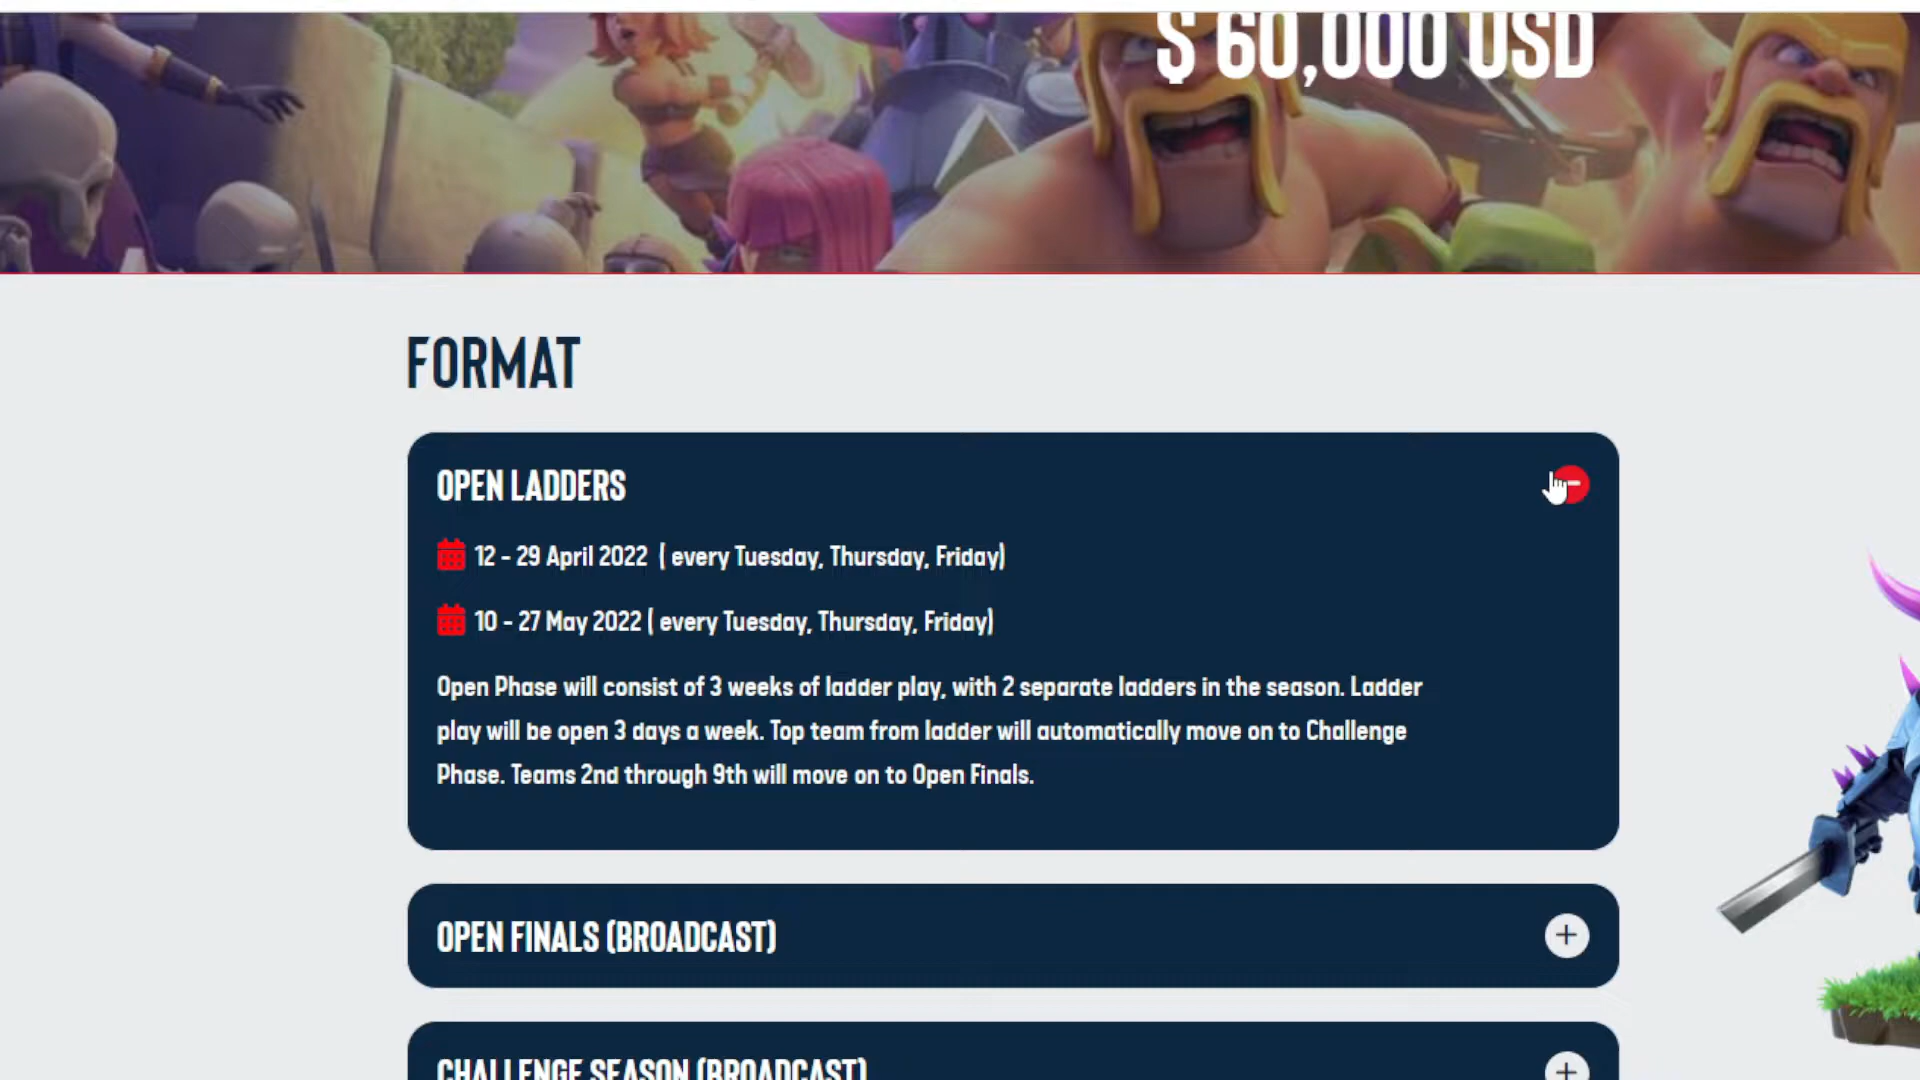 $ 60,000 USD
FORMAT
OPEN LADDERS
12 - 29 April 2022 ( every Tuesday, Thursday, Friday)
10 - 27 May 2022 ( every Tuesday, Thursday, Friday)
Open Phase will consist of 3 weeks of ladder play, with 2 separate ladders in the season. Ladder
play will be open 3 days a week. Top team from ladder will automatically move on to Challenge
Phase. Teams 2nd through 9th will move on to Open Finals.
OPEN FINALS (BROADCAST)
CHALLENGE SEASON (BROADCAST)